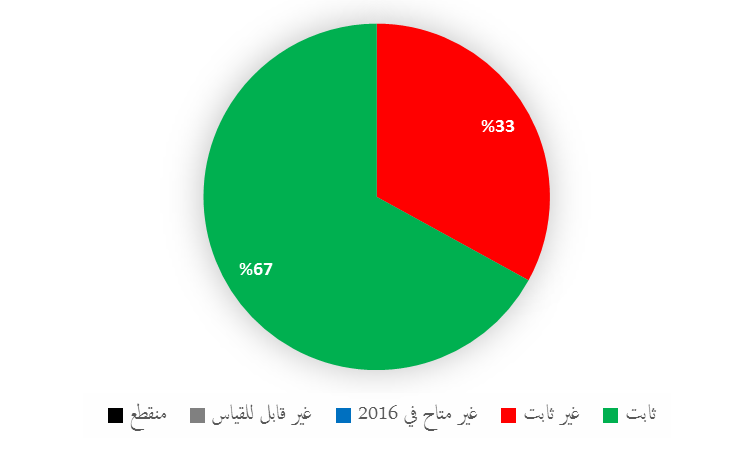 %33
%67
ثابت
غير ثابت
غير متاح في 2016
غير قابل للقياس
منقطع